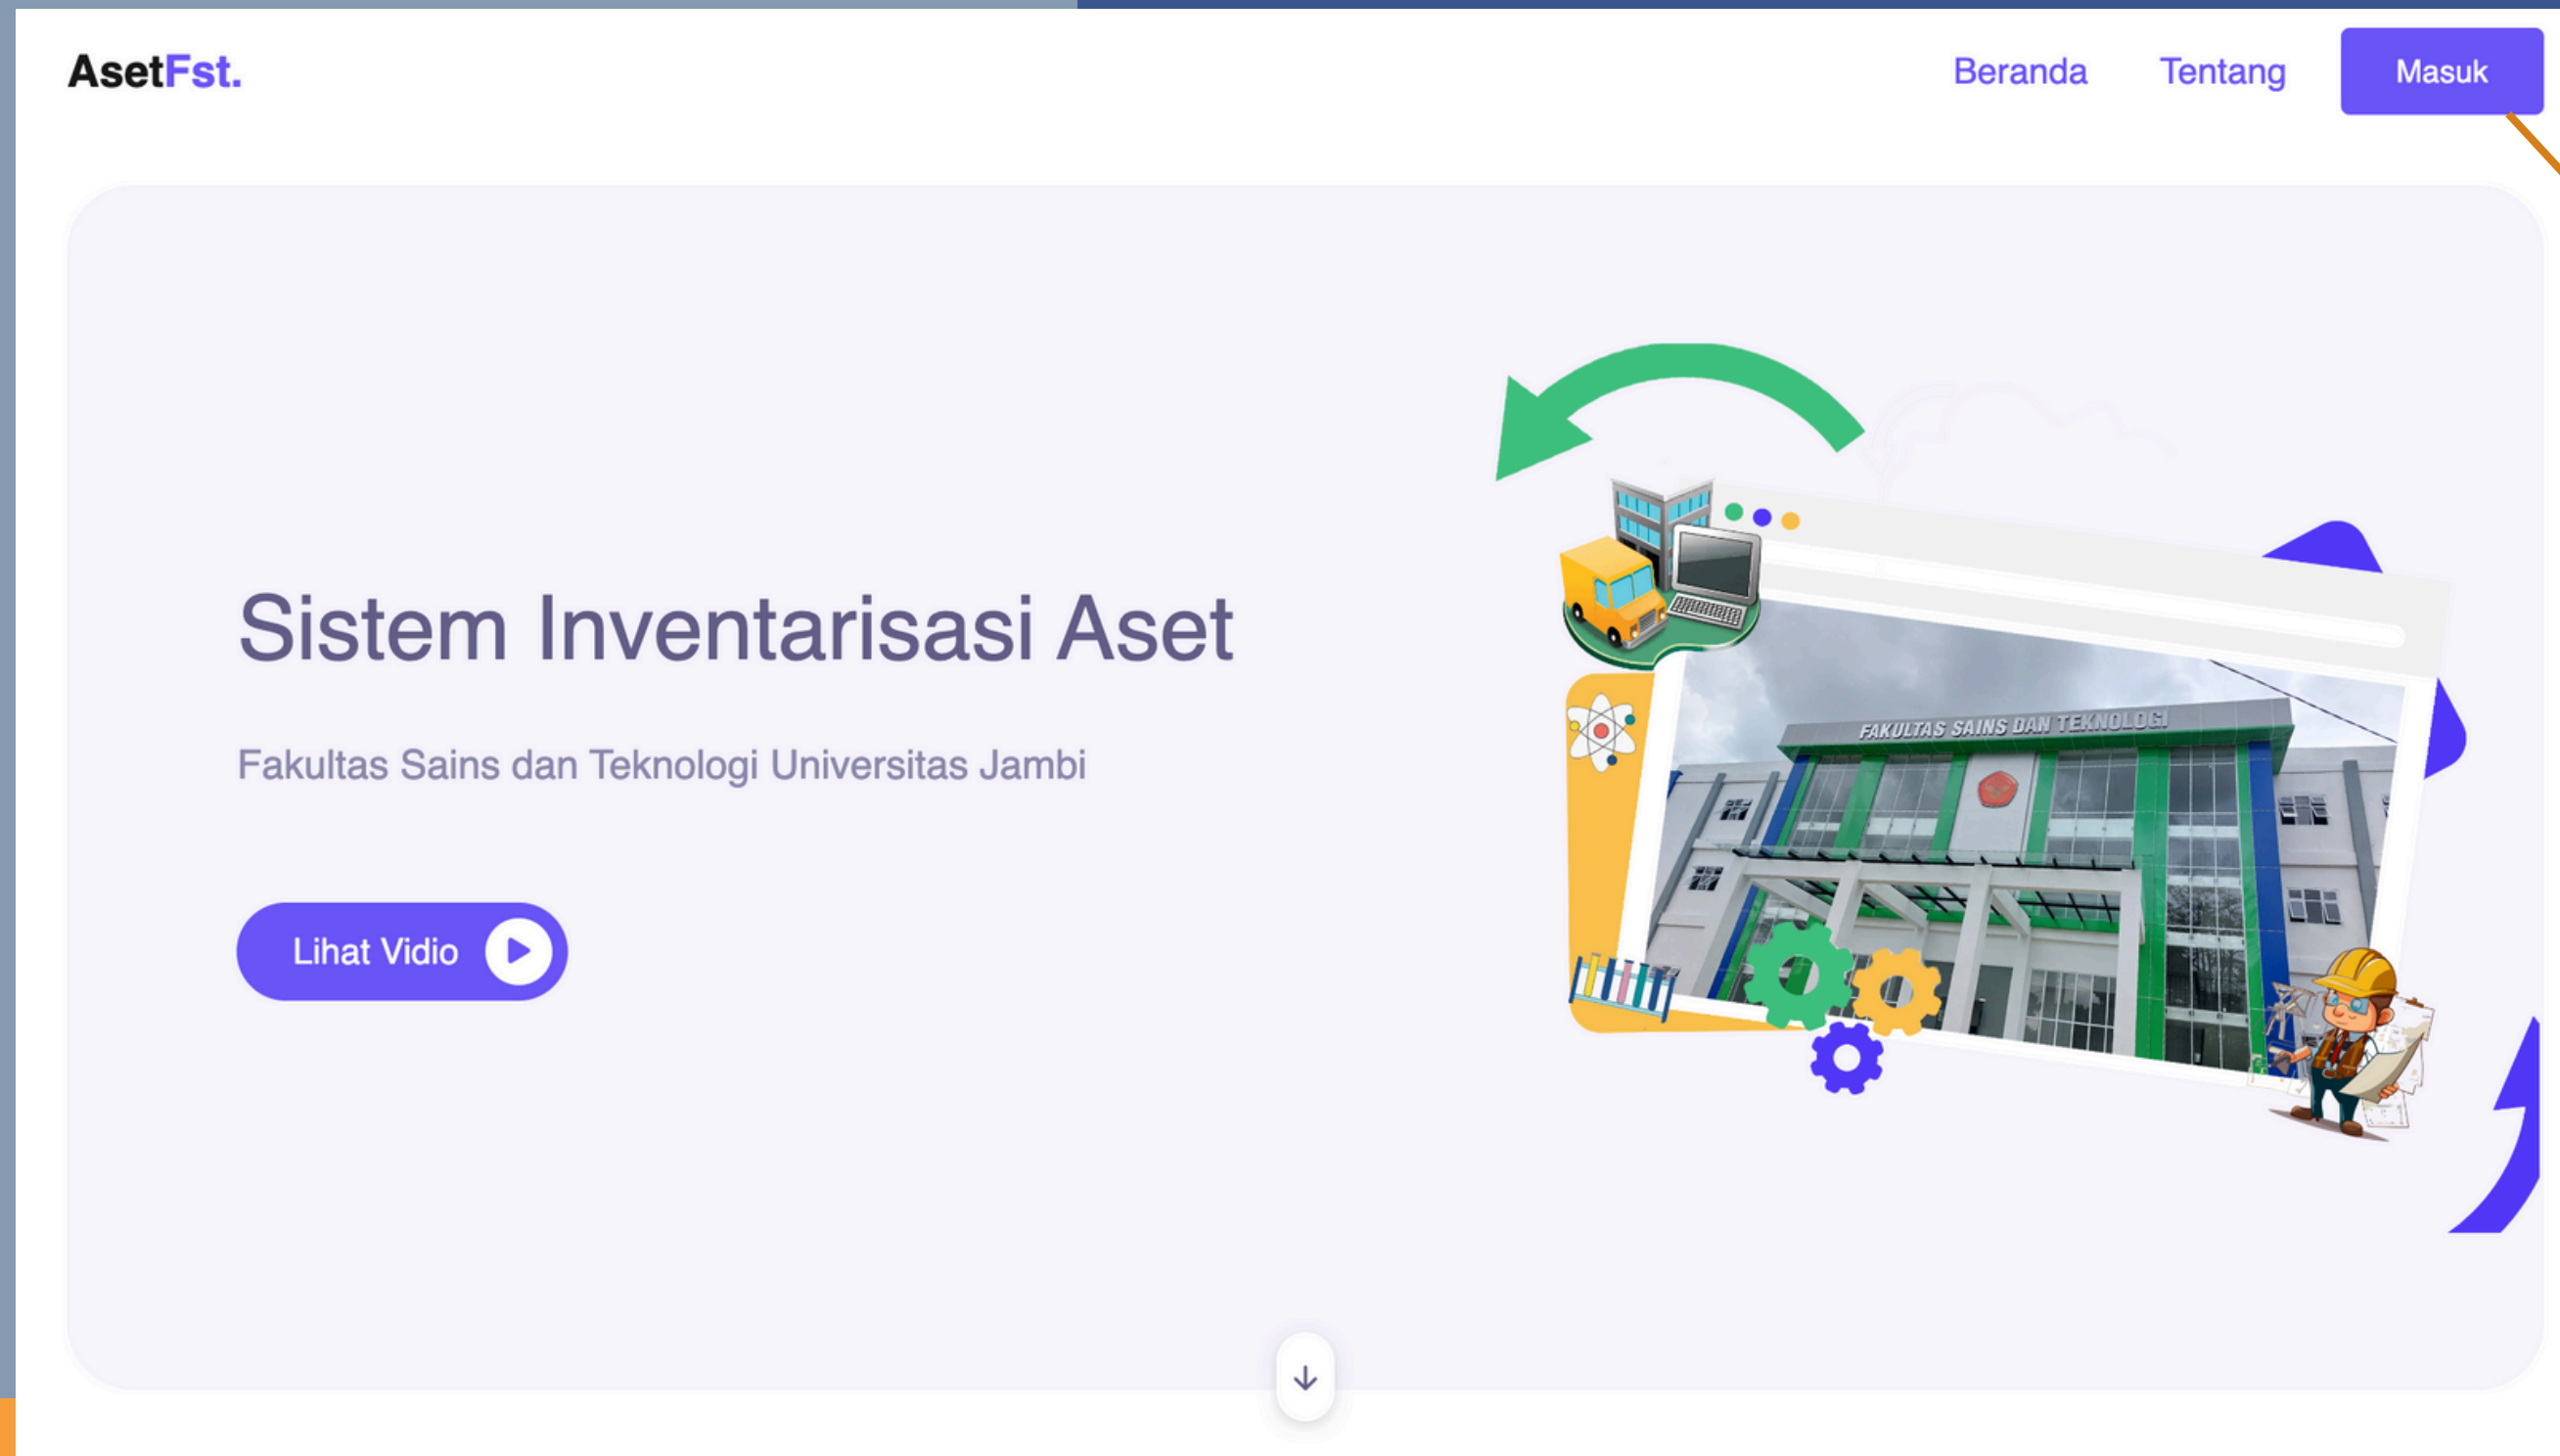 AsetFst.
Beranda
Tentang
Masuk
Sistem Inventarisasi Aset
Fakultas Sains dan Teknologi Universitas Jambi
Lihat Vidio
FAKULTAS SAINS DAN TEKNOLOGI